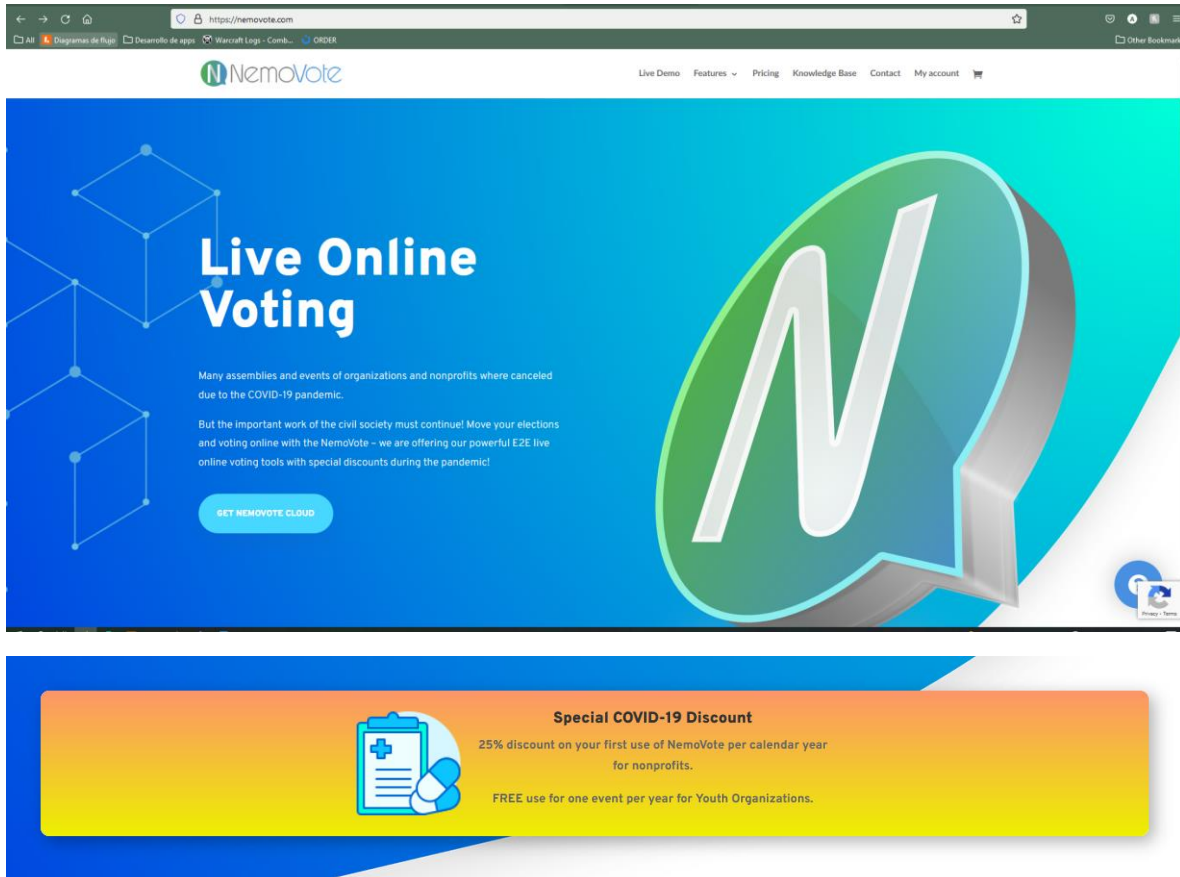 https://nemovote.com
All Diagramas de flujo Desarrollo de apps Warcraft Logs - Comb... ORDER Other Bookmark
NemoVote
Live Demo Features Pricing Knowledge Base Contact My account
Live Online
Voting
Many assemblies and events of organizations and nonprofits where canceled
due to the COVID-19 pandemic.
But the important work of the civil society must continue! Move your elections
and voting online with the NemoVote – we are offering our powerful E2E live
online voting tools with special discounts during the pandemic!
GET NEMOVOTE CLOUD
Privacy - Terms
Special COVID-19 Discount
25% discount on your first use of NemoVote per calendar year
for nonprofits.
FREE use for one event per year for Youth Organizations.